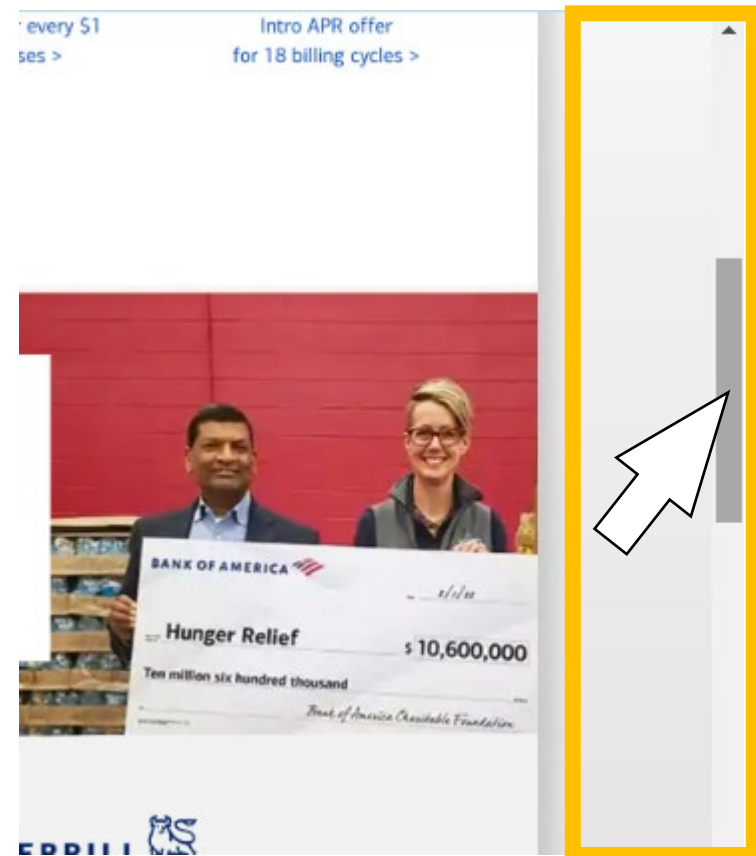 every $1
ses >
Intro APR offer
for 18 billing cycles >
BANK OF AMERICA
Hunger Relief
$ 10,600,000
Ten million six hundred thousand
Bank of America Charitable Foundation
ERRILL